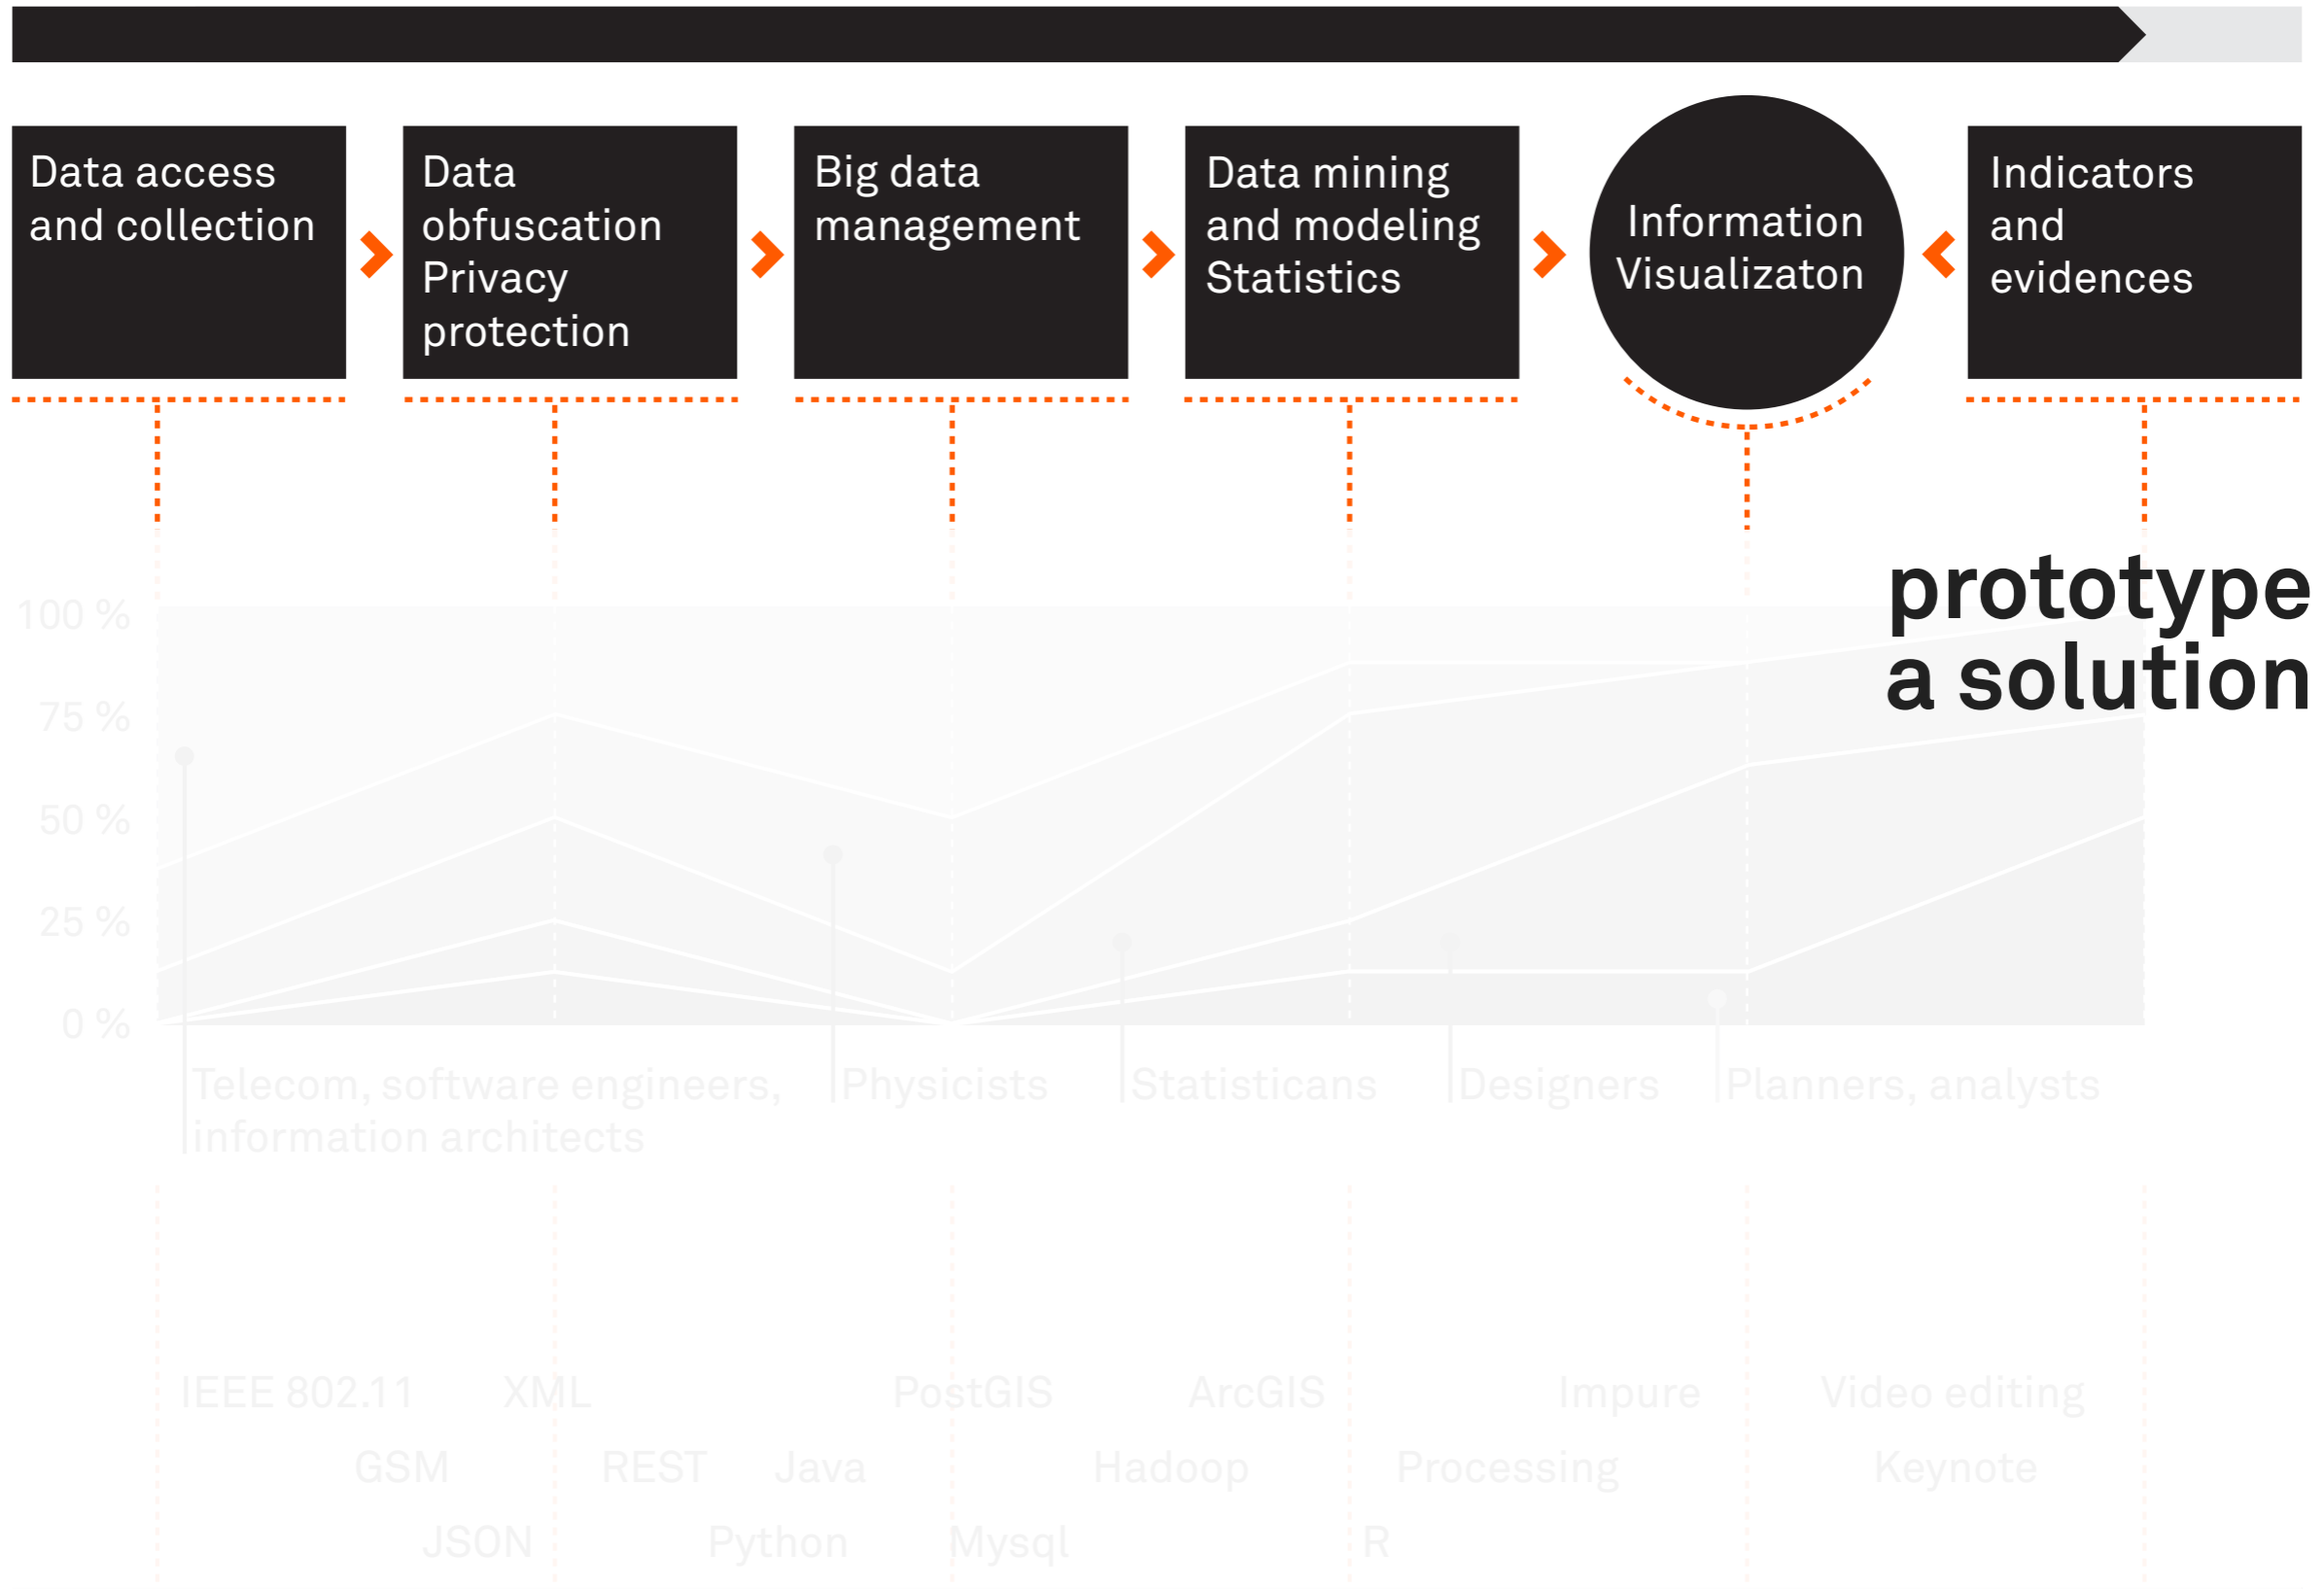 Data access
and collection
Data
obfuscation
Privacy
protection
Big data
management
Data mining
and modeling
Statistics
Information
Visualizaton
Indicators
and
evidences
prototype
a solution
100 %
75 %
50 %
25 %
0 %
Telecom, software engineers,
information architects
Physicists
Statisticans
Designers
Planners, analysts
IEEE 802.11
XML
PostGIS
ArcGIS
Impure
Video editing
GSM
REST
Java
Hadoop
Processing
Keynote
JSON
Python
Mysql
R